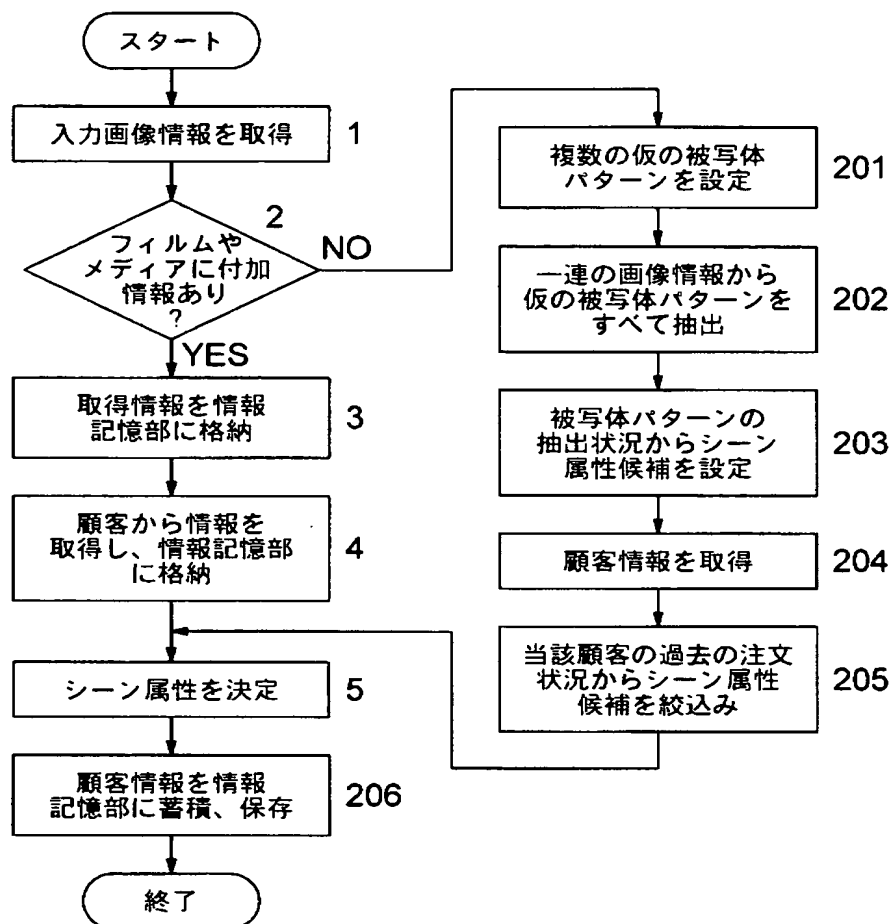 スタート
入力画像情報を取得
1
2
フィルムや
メディアに付加
情報あり
?
NO
YES
取得情報を情報
記憶部に格納
3
顧客から情報を
取得し、情報記憶部
に格納
4
シーン属性を決定
5
顧客情報を情報
記憶部に蓄積、保存
206
終了
複数の仮の被写体
パターンを設定
201
一連の画像情報から
仮の被写体パターンを
すべて抽出
202
被写体パターンの
抽出状況からシーン
属性候補を設定
203
顧客情報を取得
204
当該顧客の過去の注文
状況からシーン属性
候補を絞込み
205